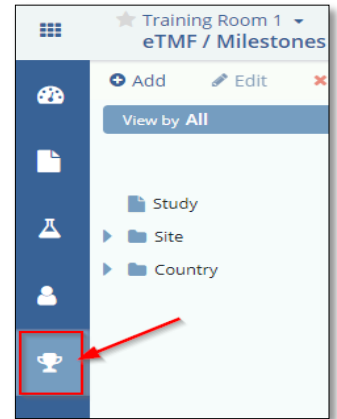 Training Room 1
eTMF / Milestones
Add Edit
View by All
Study
Site
Country